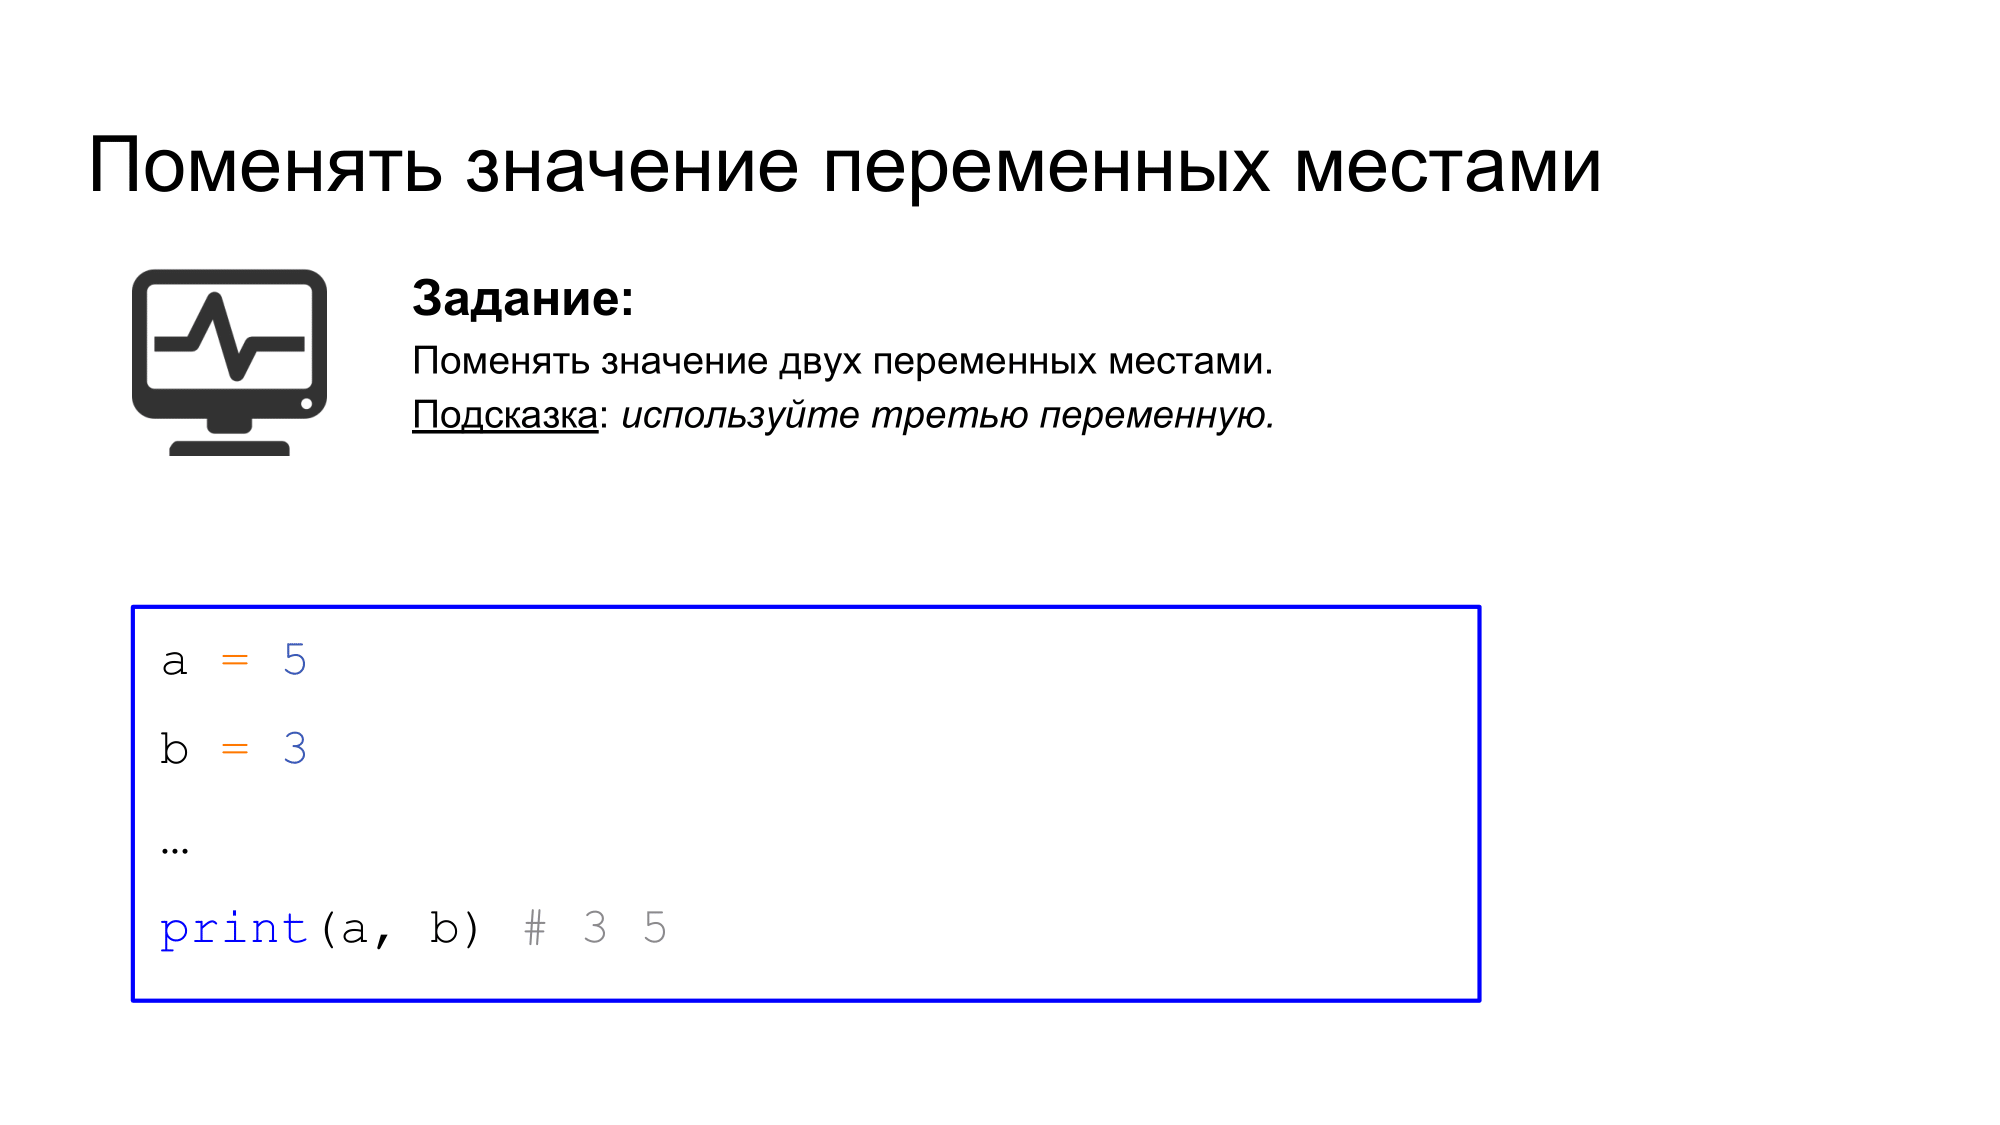 Поменять значение переменных местами
Задание:
Поменять значение двух переменных местами.
Подсказка: используйте третью переменную.
a = 5
b = 3
…
print(a, b) # 3 5